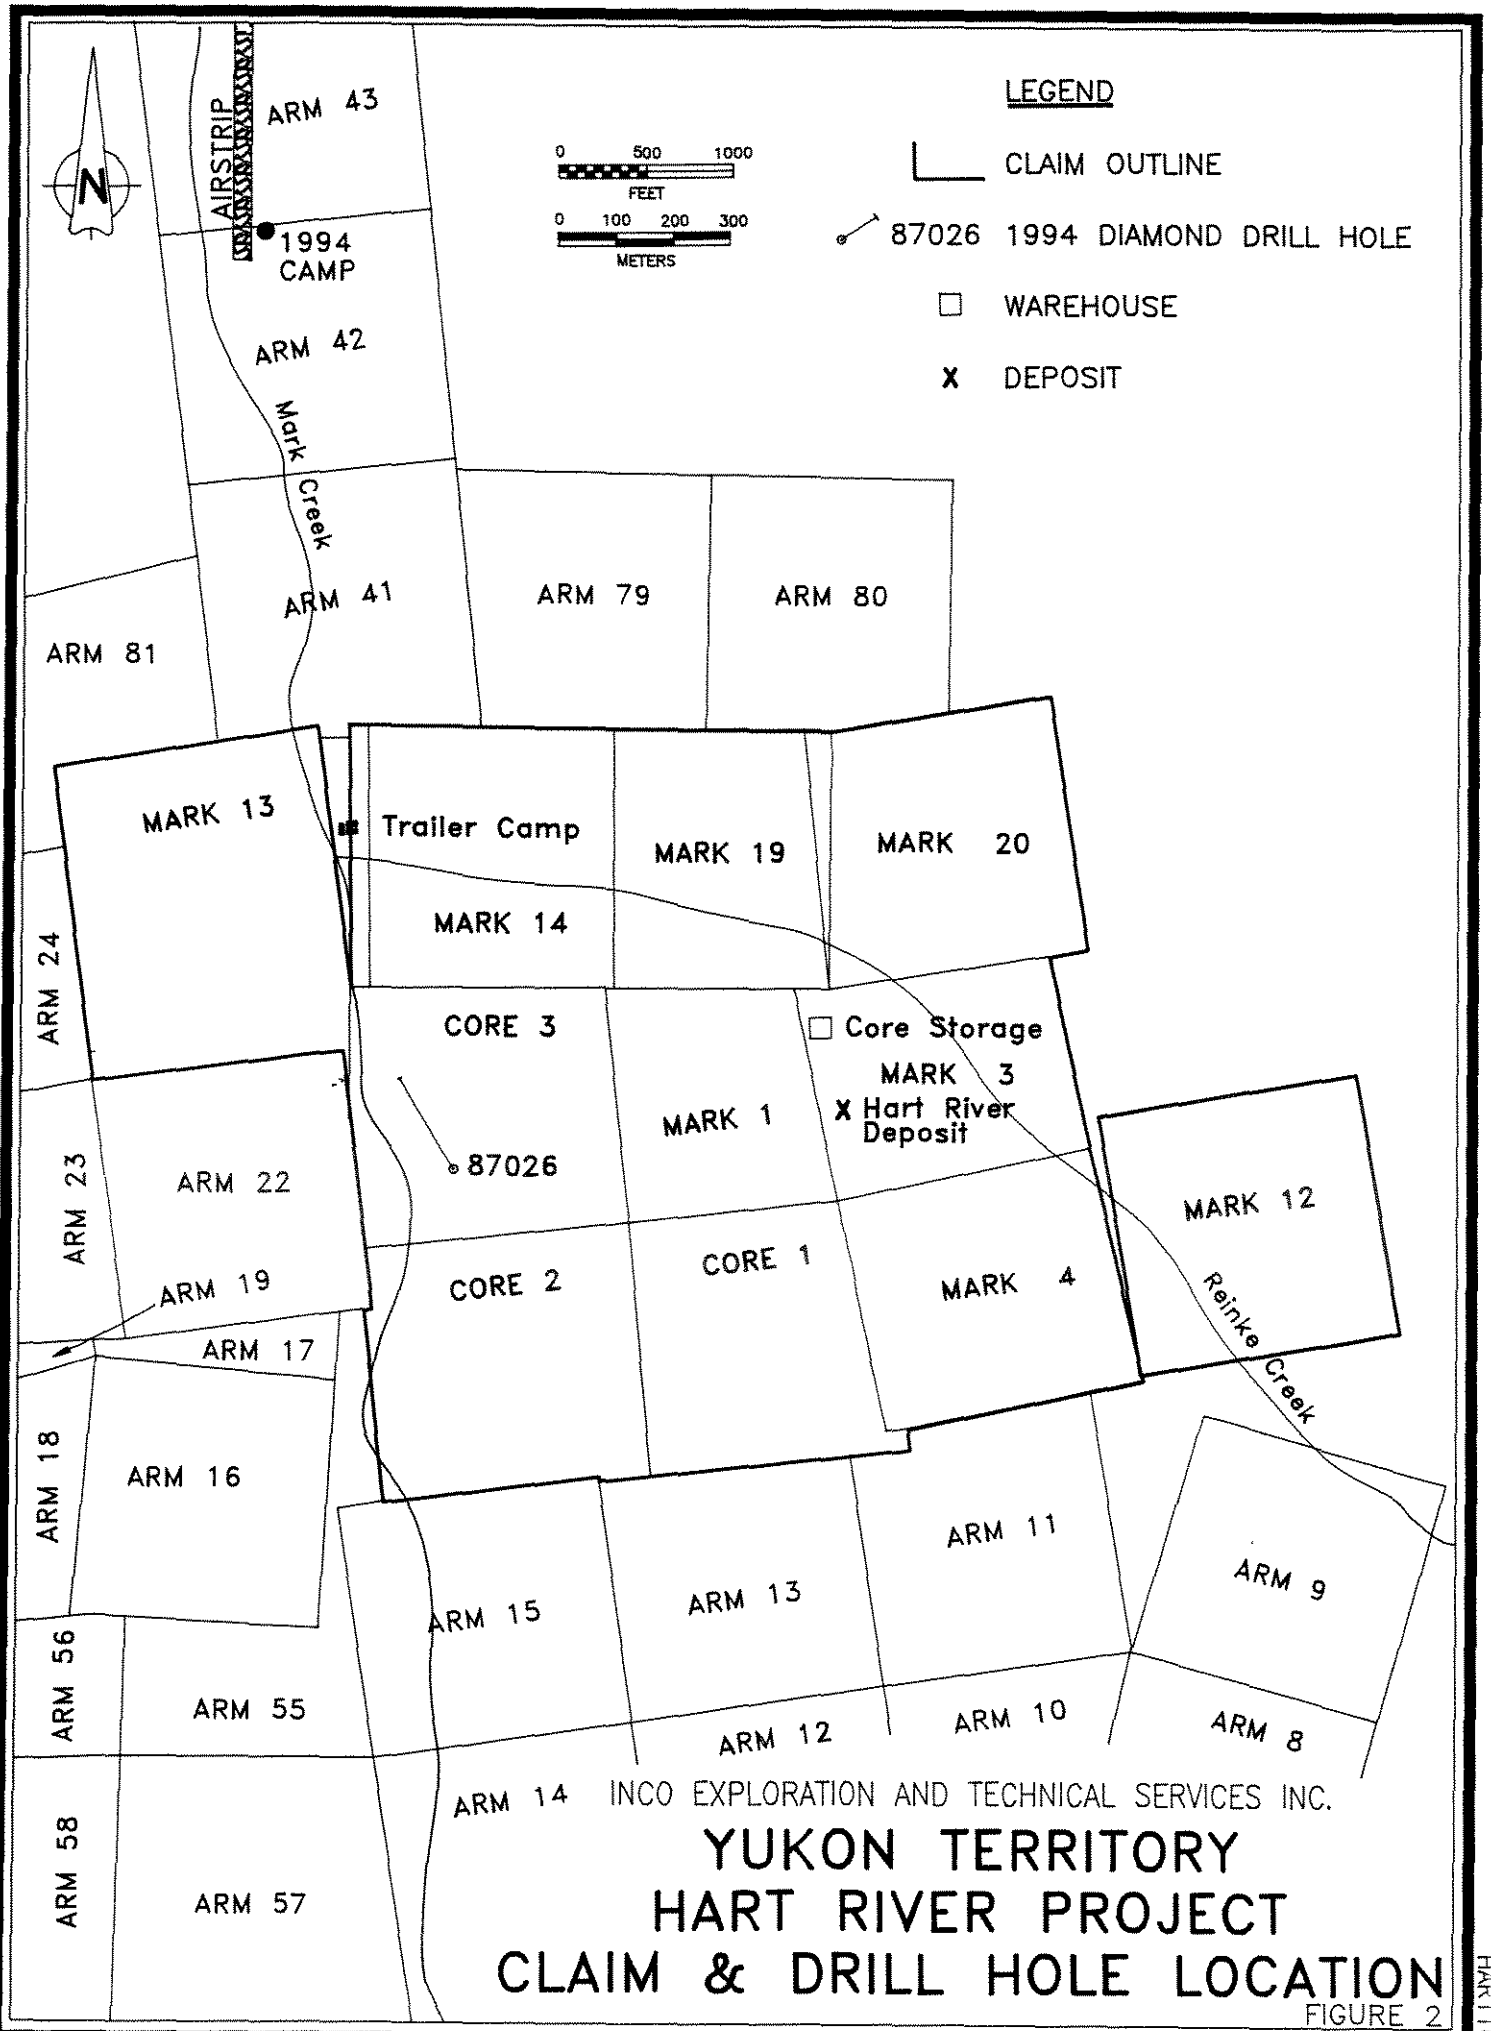 LEGEND
CLAIM OUTLINE
87026 1994 DIAMOND DRILL HOLE
WAREHOUSE
X DEPOSIT
N
AIRSTRIP
ARM 43
0 500 1000
FEET
0 100 200 300
METERS
1994
CAMP
ARM 42
Mark Creek
ARM 41
ARM 79
ARM 80
ARM 81
MARK 13
Trailer Camp
MARK 19
MARK 20
MARK 14
ARM 24
CORE 3
Core Storage
MARK 3
X Hart River
Deposit
MARK 1
87026
ARM 23
ARM 22
MARK 12
ARM 19
CORE 2
CORE 1
MARK 4
Reinke Creek
ARM 17
ARM 18
ARM 16
ARM 11
ARM 9
ARM 15
ARM 13
ARM 56
ARM 55
ARM 12
ARM 10
ARM 8
ARM 14
ARM 58
ARM 57
INCO EXPLORATION AND TECHNICAL SERVICES INC.
YUKON TERRITORY
HART RIVER PROJECT
CLAIM & DRILL HOLE LOCATION
FIGURE 2